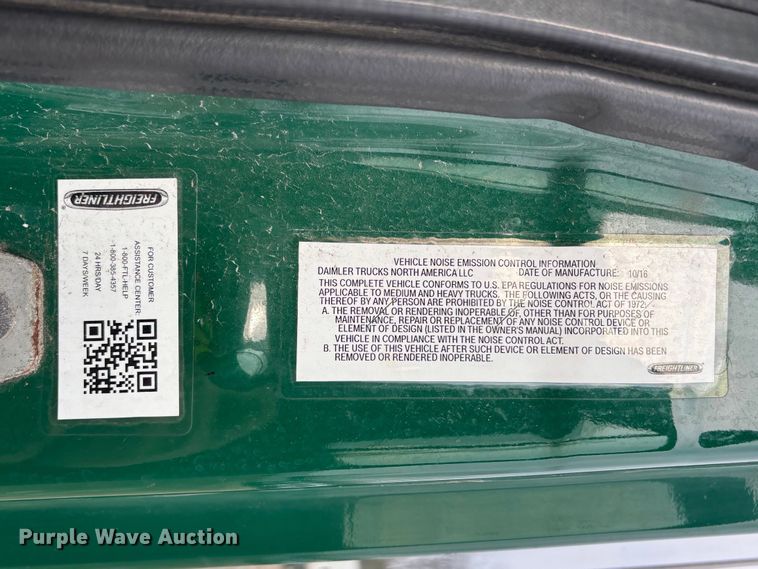 FREIGHTLINER®
FOR CUSTOMER
ASSISTANCE CENTER:
1-800-FTL-HELP
1-800-385-4357
24 HRS/DAY
7 DAYS/WEEK
VEHICLE NOISE EMISSION CONTROL INFORMATION
DAIMLER TRUCKS NORTH AMERICA LLC DATE OF MANUFACTURE: 10/16
THIS COMPLETE VEHICLE CONFORMS TO U.S. EPA REGULATIONS FOR NOISE EMISSIONS
APPLICABLE TO MEDIUM AND HEAVY TRUCKS. THE FOLLOWING ACTS, OR THE CAUSING
THEREOF BY ANY PERSON ARE PROHIBITED BY THE NOISE CONTROL ACT OF 1972:
A. THE REMOVAL OR RENDERING INOPERABLE OF, OTHER THAN FOR PURPOSES OF
MAINTENANCE, REPAIR OR REPLACEMENT OF ANY NOISE CONTROL DEVICE OR
ELEMENT OF DESIGN (LISTED IN THE OWNER'S MANUAL) INCORPORATED INTO THIS
VEHICLE IN COMPLIANCE WITH THE NOISE CONTROL ACT.
B. THE USE OF THIS VEHICLE AFTER SUCH DEVICE OR ELEMENT OF DESIGN HAS BEEN
REMOVED OR RENDERED INOPERABLE.
FREIGHTLINER
Purple Wave Auction